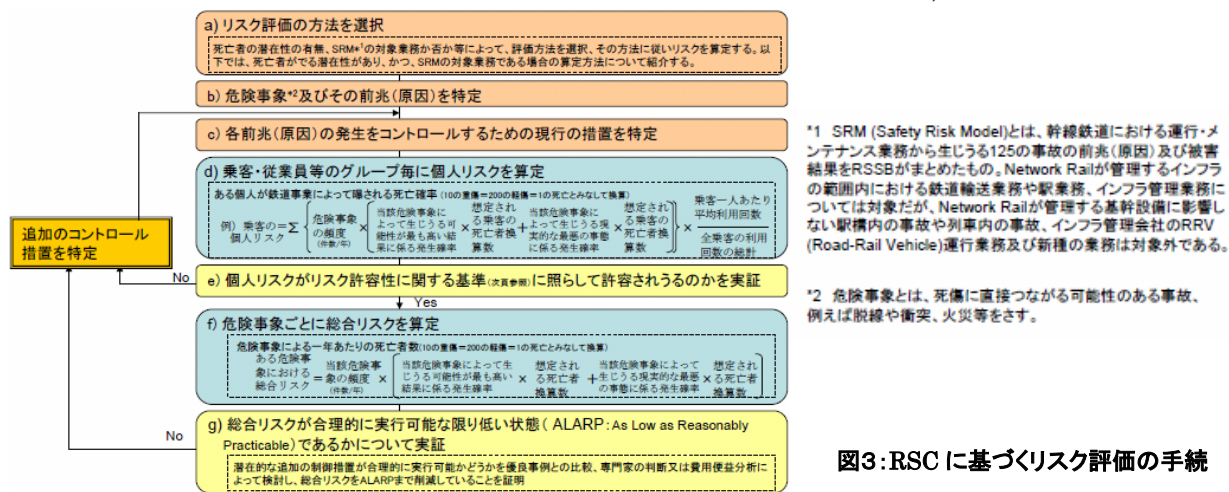 a) リスク評価の方法を選択
死亡者の潜在性の有無、SRM*1の対象業務か否か等によって、評価方法を選択、その方法に従いリスクを算定する。以
下では、死亡者がでる潜在性があり、かつ、SRMの対象業務である場合の算定方法について紹介する。
b) 危険事象*2及びその前兆（原因）を特定
c) 各前兆（原因）の発生をコントロールするための現行の措置を特定
d) 乗客・従業員等のグループ毎に個人リスクを算定
ある個人が鉄道事業によって曝される死亡確率(10の重傷＝200の軽傷＝1の死亡とみなして換算)
例) 乗客の個人リスク＝Σ{危険事象の頻度(件数/年)×(当該危険事象によって生じうる可能性が最も高い結果に係る発生確率×想定される乗客の死亡者換算数＋当該危険事象によって生じうる現実的な最悪の事態に係る発生確率×想定される乗客の死亡者換算数)}×乗客一人あたり平均利用回数
全乗客の利用回数の総計
追加のコントロール
措置を特定
No
e) 個人リスクがリスク許容性に関する基準(次頁参照)に照らして許容されうるのかを実証
Yes
f) 危険事象ごとに総合リスクを算定
危険事象による一年あたりの死亡者数(10の重傷＝200の軽傷＝1の死亡とみなして換算)
ある危険事象における総合リスク＝当該危険事象の頻度(件数/年)×(当該危険事象によって生じうる可能性が最も高い結果に係る発生確率×想定される死亡者換算数＋当該危険事象によって生じうる現実的な最悪の事態に係る発生確率×想定される死亡者換算数)
No
g) 総合リスクが合理的に実行可能な限り低い状態（ALARP：As Low as Reasonably
Practicable）であるかについて実証
潜在的な追加の制御措置が合理的に実行可能かどうかを優良事例との比較、専門家の判断又は費用便益分析に
よって検討し、総合リスクをALARPまで削減していることを証明
*1 SRM (Safety Risk Model)とは、幹線鉄道における運行・メ
ンテナンス業務から生じうる125の事故の前兆（原因）及び被害
結果をRSSBがまとめたもの。Network Railが管理するインフラ
の範囲内における鉄道輸送業務や駅業務、インフラ管理業務に
ついては対象だが、Network Railが管理する基幹設備に影響し
ない駅構内の事故や列車内の事故、インフラ管理会社のRRV
(Road-Rail Vehicle)運行業務及び新種の業務は対象外である。
*2 危険事象とは、死傷に直接つながる可能性のある事故、
例えば脱線や衝突、火災等をさす。
図３：RSC に基づくリスク評価の手続